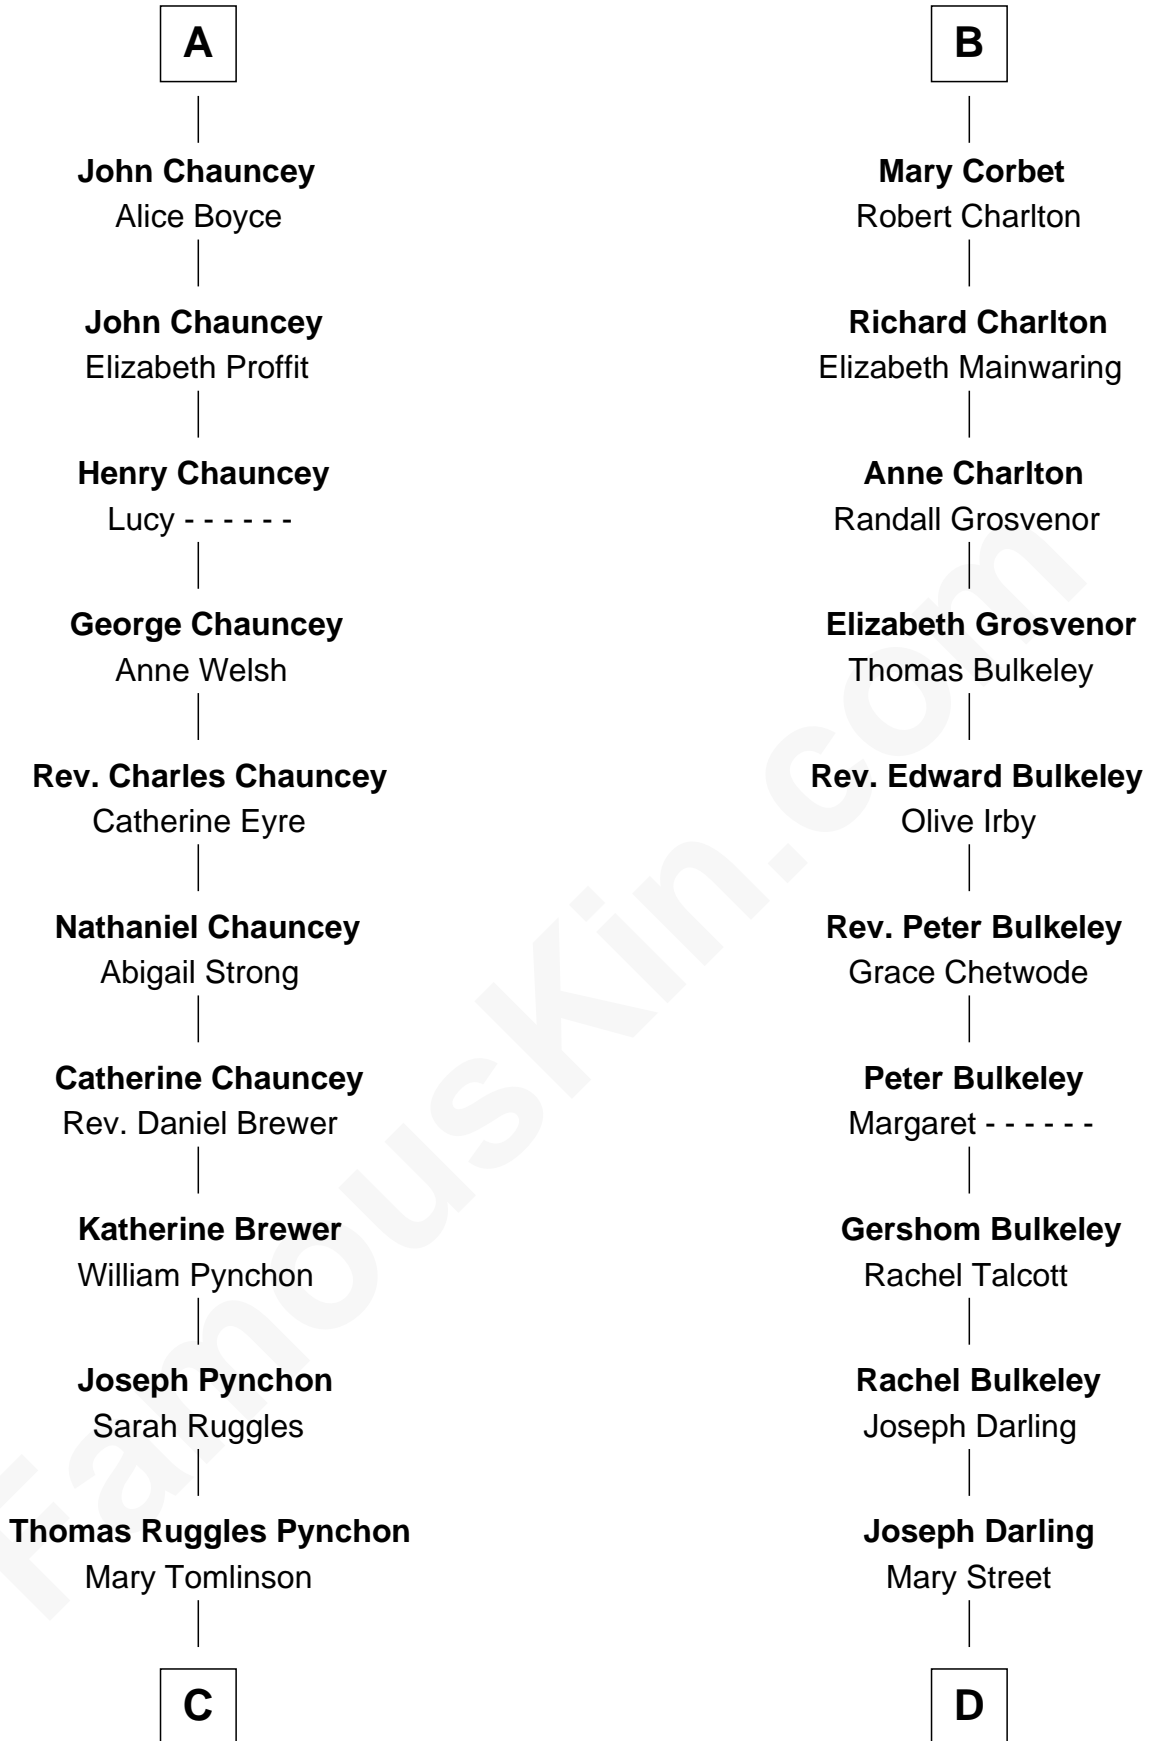 A
John Chauncey
Alice Boyce
John Chauncey
Elizabeth Proffit
Henry Chauncey
Lucy - - - - - -
George Chauncey
Anne Welsh
Rev. Charles Chauncey
Catherine Eyre
Nathaniel Chauncey
Abigail Strong
Catherine Chauncey
Rev. Daniel Brewer
Katherine Brewer
William Pynchon
Joseph Pynchon
Sarah Ruggles
Thomas Ruggles Pynchon
Mary Tomlinson
C
B
Mary Corbet
Robert Charlton
Richard Charlton
Elizabeth Mainwaring
Anne Charlton
Randall Grosvenor
Elizabeth Grosvenor
Thomas Bulkeley
Rev. Edward Bulkeley
Olive Irby
Rev. Peter Bulkeley
Grace Chetwode
Peter Bulkeley
Margaret - - - - - -
Gershom Bulkeley
Rachel Talcott
Rachel Bulkeley
Joseph Darling
Joseph Darling
Mary Street
D
FamousKin.com